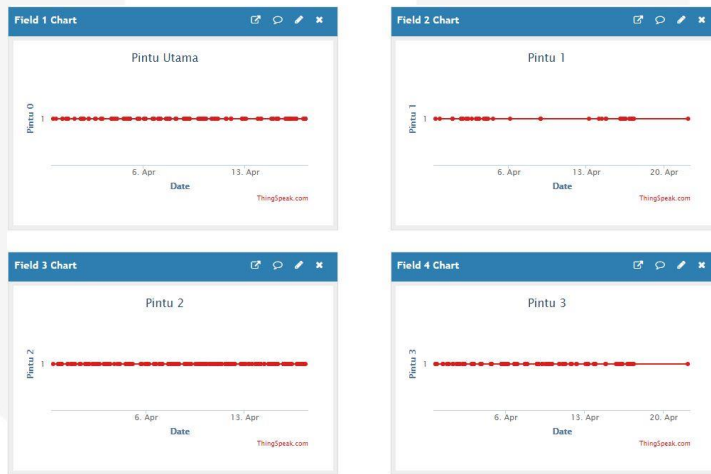 Field 1 Chart
Pintu Utama
Pintu 0
1
6. Apr
13. Apr
Date
ThingSpeak.com
Field 2 Chart
Pintu 1
Pintu 1
1
6. Apr
13. Apr
20. Apr
Date
ThingSpeak.com
Field 3 Chart
Pintu 2
Pintu 2
1
6. Apr
13. Apr
Date
ThingSpeak.com
Field 4 Chart
Pintu 3
Pintu 3
1
6. Apr
13. Apr
20. Apr
Date
ThingSpeak.com